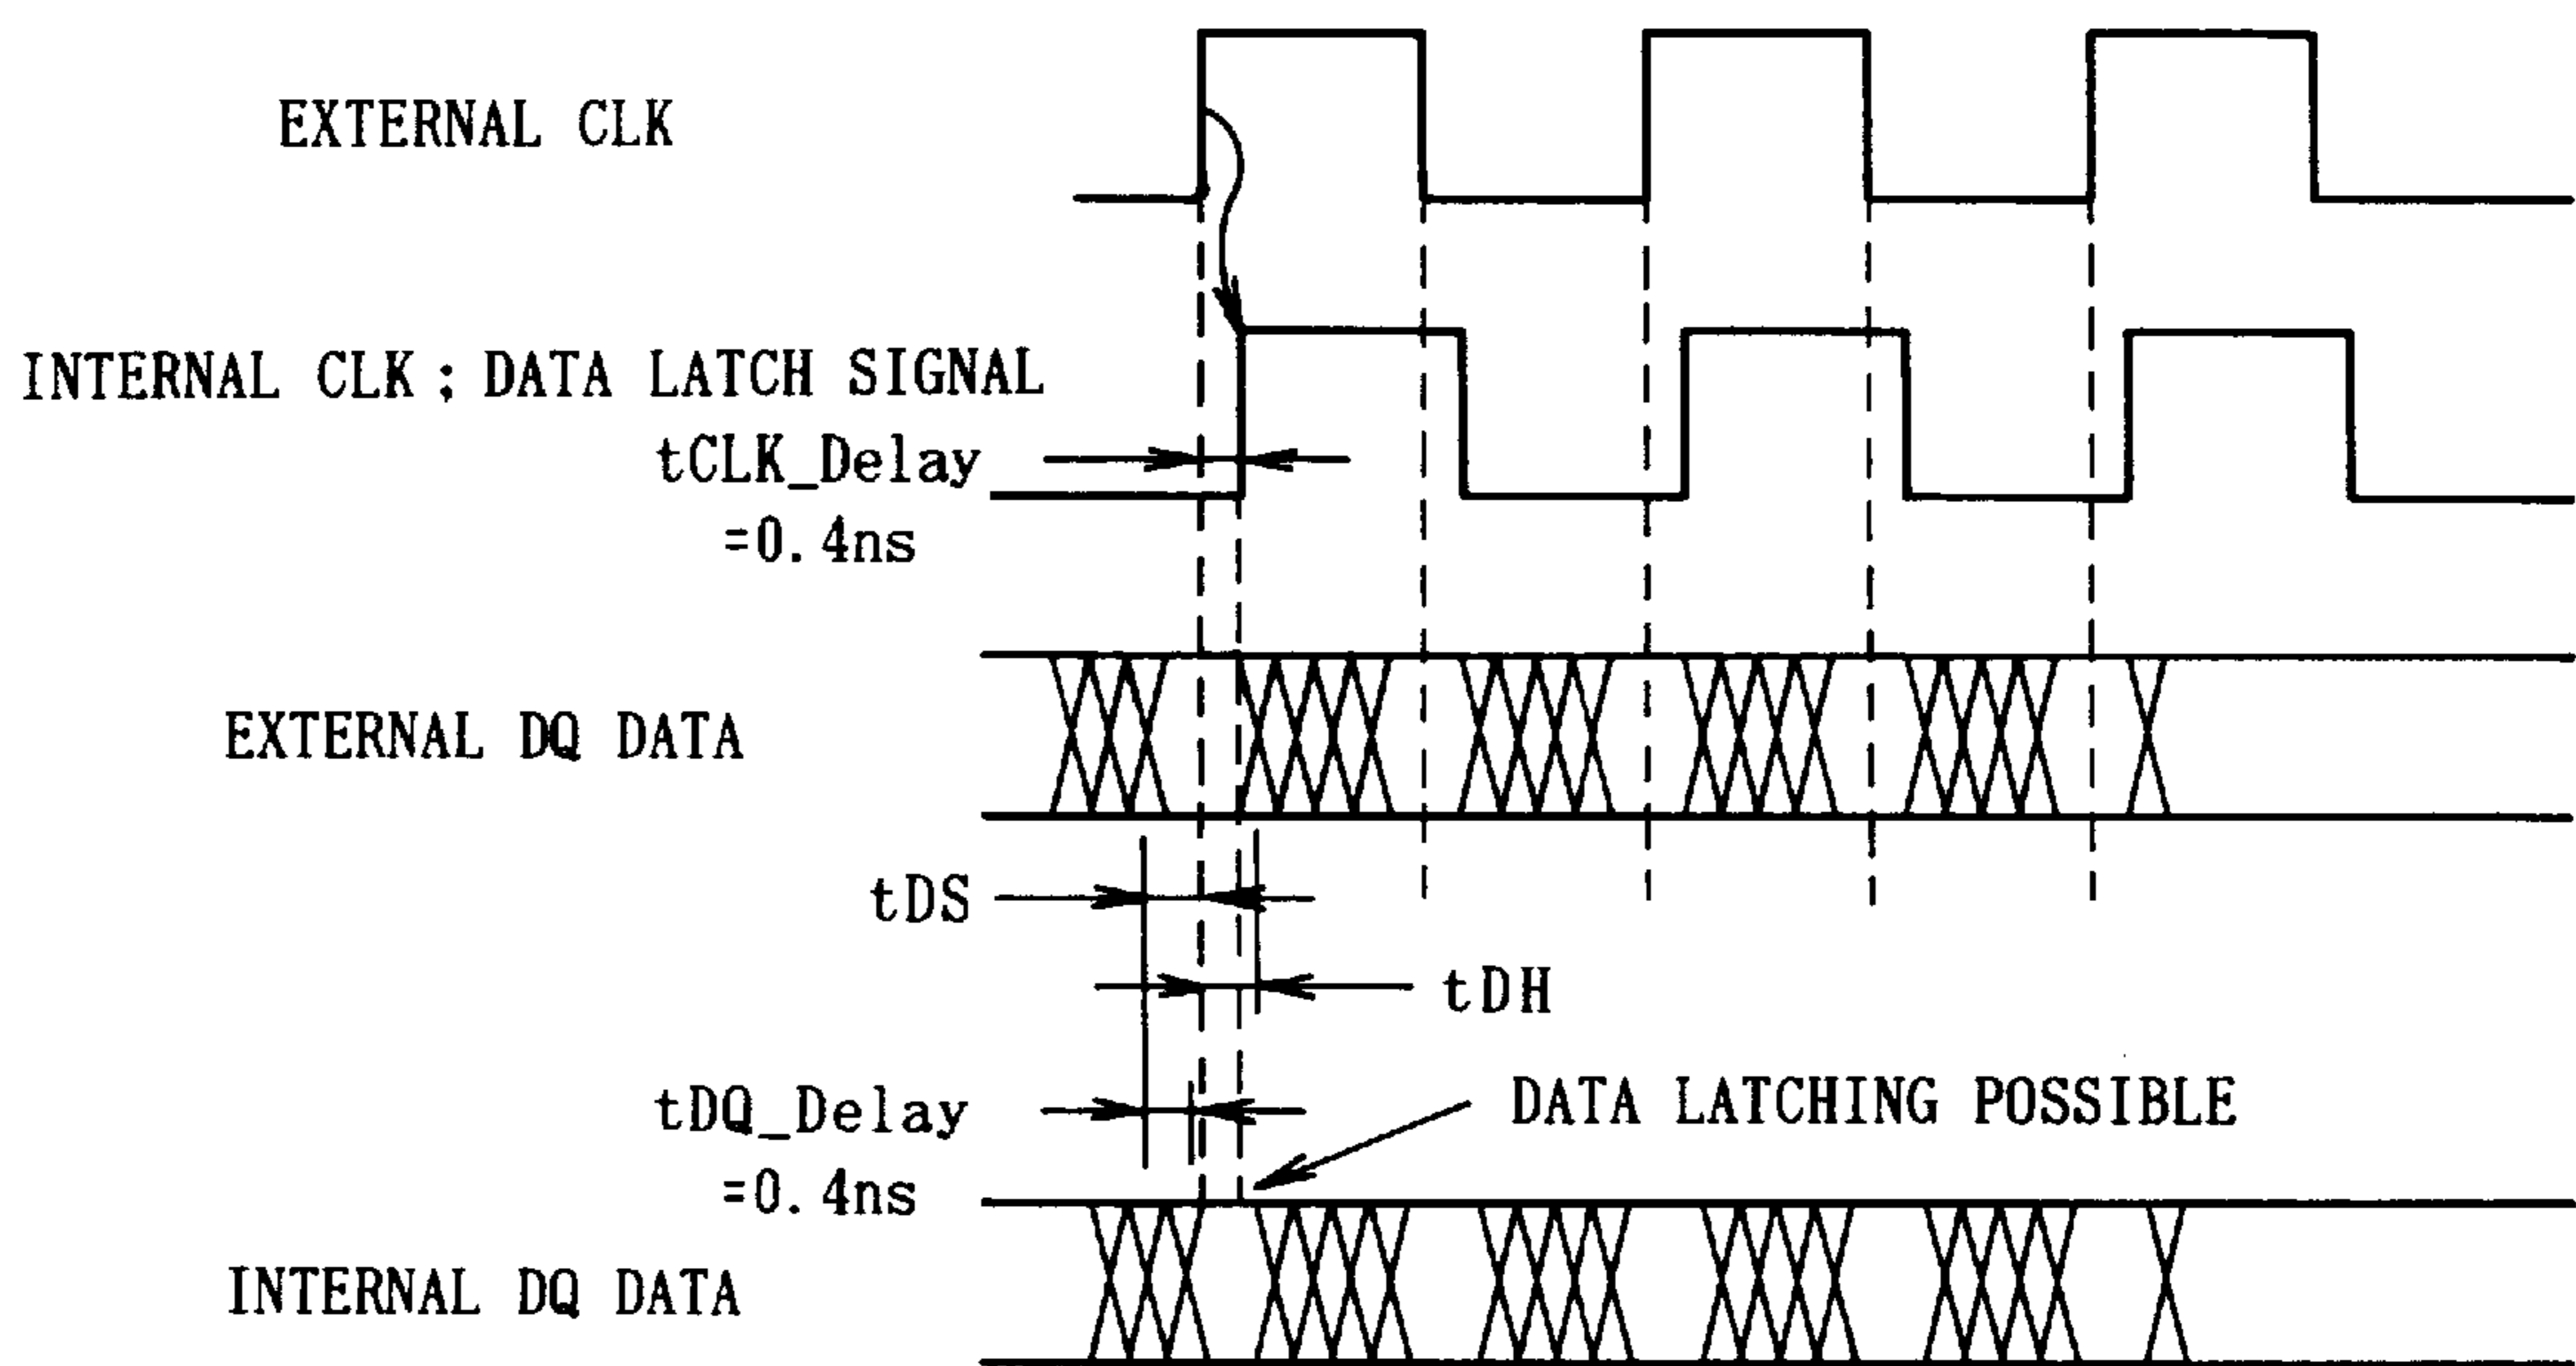 EXTERNAL CLK
INTERNAL CLK ; DATA LATCH SIGNAL
tCLK_Delay
=0.4ns
EXTERNAL DQ DATA
tDS
tDH
tDQ_Delay
=0.4ns
DATA LATCHING POSSIBLE
INTERNAL DQ DATA